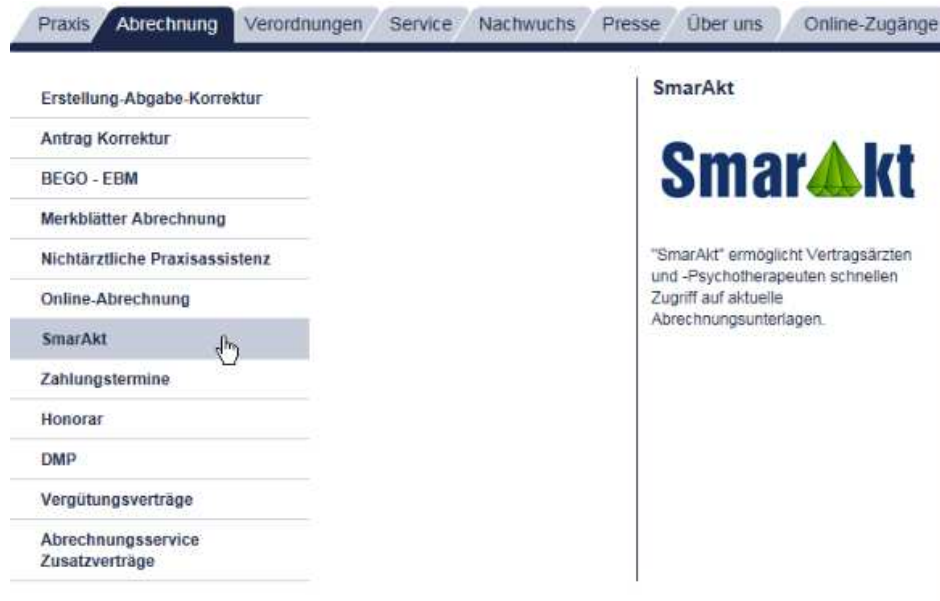 Praxis Abrechnung Verordnungen Service Nachwuchs Presse Über uns Online-Zugänge
Erstellung-Abgabe-Korrektur
Antrag Korrektur
BEGO - EBM
Merkblätter Abrechnung
Nichtärztliche Praxisassistenz
Online-Abrechnung
SmarAkt
Zahlungstermine
Honorar
DMP
Vergütungsverträge
Abrechnungsservice
Zusatzverträge
SmarAkt
SmarAkt
"SmarAkt" ermöglicht Vertragsärzten
und -Psychotherapeuten schnellen
Zugriff auf aktuelle
Abrechnungsunterlagen.